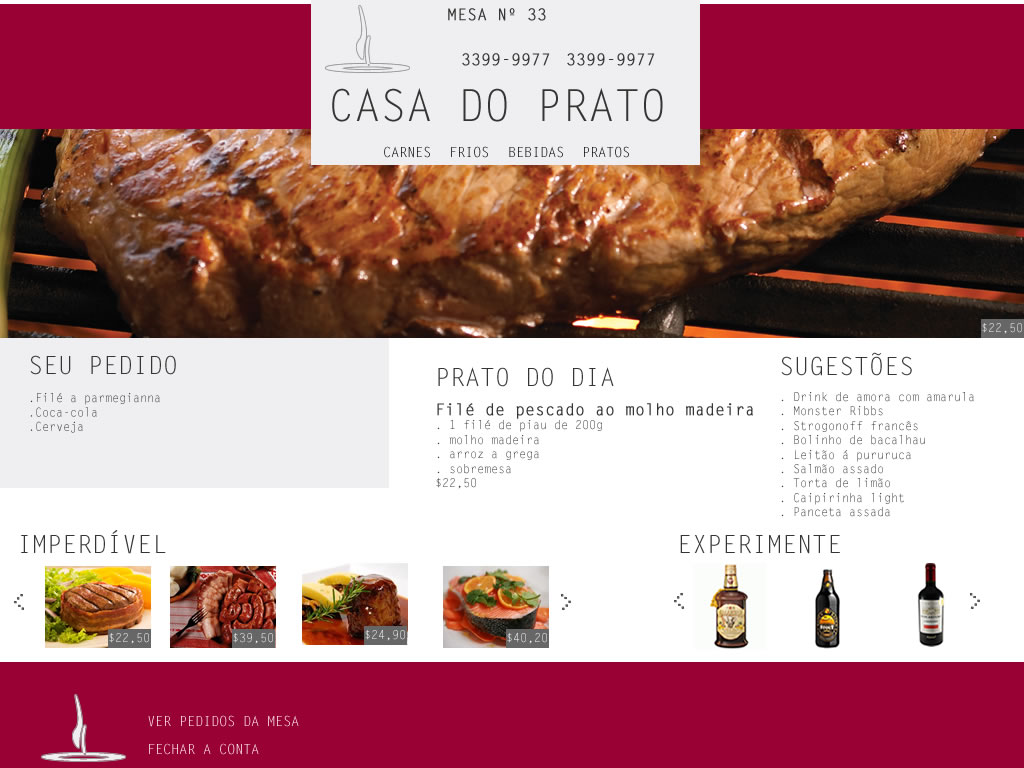 MESA Nº 33
3399-9977 3399-9977
CASA DO PRATO
CARNES FRIOS BEBIDAS PRATOS
$22,50
SEU PEDIDO
.Filé a parmegianna
.Coca-cola
.Cerveja
PRATO DO DIA
Filé de pescado ao molho madeira
. 1 filé de piau de 200g
. molho madeira
. arroz a grega
. sobremesa
$22,50
SUGESTÕES
. Drink de amora com amarula
. Monster Ribbs
. Strogonoff francês
. Bolinho de bacalhau
. Leitão á pururuca
. Salmão assado
. Torta de limão
. Caipirinha light
. Panceta assada
IMPERDÍVEL
$22,50 $39,50 $24,90 $40,20
EXPERIMENTE
VER PEDIDOS DA MESA
FECHAR A CONTA